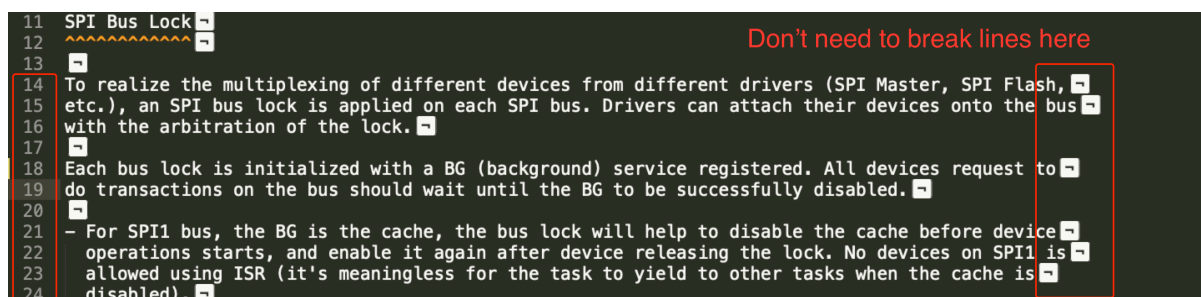 11 SPI Bus Lock¬
12 ^^^^^^^^^^^^ ¬
Don't need to break lines here
13 ¬
14 To realize the multiplexing of different devices from different drivers (SPI Master, SPI Flash, ¬
15 etc.), an SPI bus lock is applied on each SPI bus. Drivers can attach their devices onto the bus¬
16 with the arbitration of the lock.¬
17 ¬
18 Each bus lock is initialized with a BG (background) service registered. All devices request to¬
19 do transactions on the bus should wait until the BG to be successfully disabled.¬
20 ¬
21 - For SPI1 bus, the BG is the cache, the bus lock will help to disable the cache before device¬
22 operations starts, and enable it again after device releasing the lock. No devices on SPI1 is¬
23 allowed using ISR (it's meaningless for the task to yield to other tasks when the cache is¬
24 disabled).¬